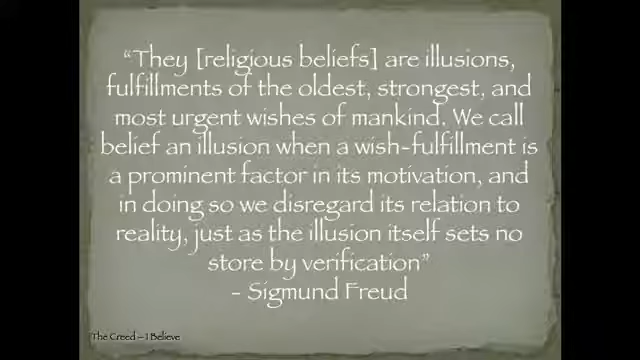 “They [religious beliefs] are illusions,
fulfillments of the oldest, strongest, and
most urgent wishes of mankind. We call
belief an illusion when a wish-fulfillment is
a prominent factor in its motivation, and
in doing so we disregard its relation to
reality, just as the illusion itself sets no
store by verification”
- Sigmund Freud
The Creed – I Believe